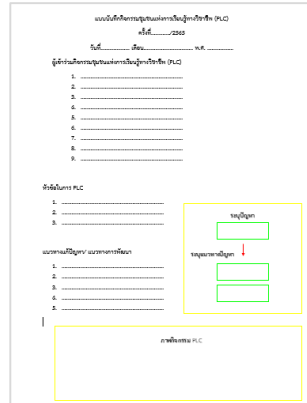 แบบบันทึกกิจกรรมชุมชนแห่งการเรียนรู้ทางวิชาชีพ (PLC)
ครั้งที่............/2563
วันที่.................. เดือน................................ พ.ศ. ................
ผู้เข้าร่วมกิจกรรมชุมชนแห่งการเรียนรู้ทางวิชาชีพ (PLC)
1. ......................................................
2. ......................................................
3. ......................................................
4. ......................................................
5. ......................................................
6. ......................................................
7. ......................................................
8. ......................................................
9. ......................................................
หัวข้อในการ PLC
1. ......................................................
2. ......................................................
3. ......................................................
ระบุปัญหา
แนวทางแก้ปัญหา/ แนวทางการพัฒนา
ระบุแนวทางปัญหา
1. ......................................................
2. ......................................................
3. ......................................................
4. ......................................................
5. ......................................................
ภาพกิจกรรม PLC